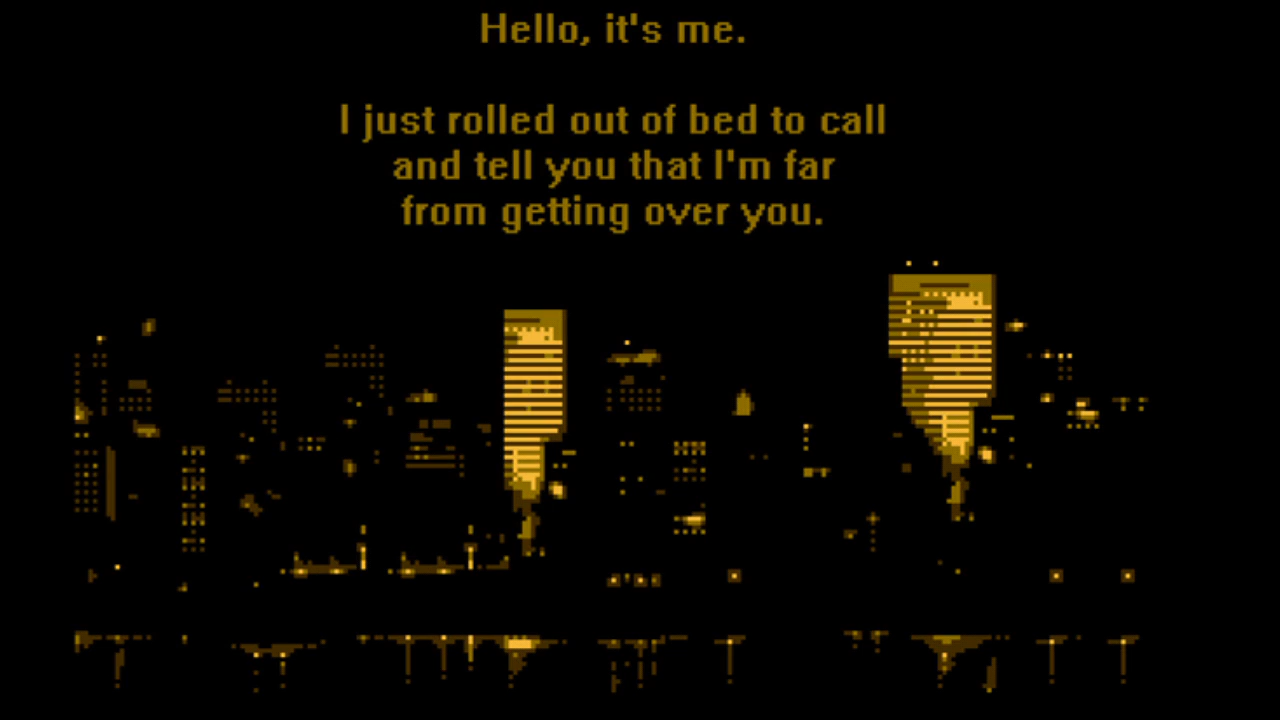 Hello, it's me.
I just rolled out of bed to call
and tell you that I'm far
from getting over you.